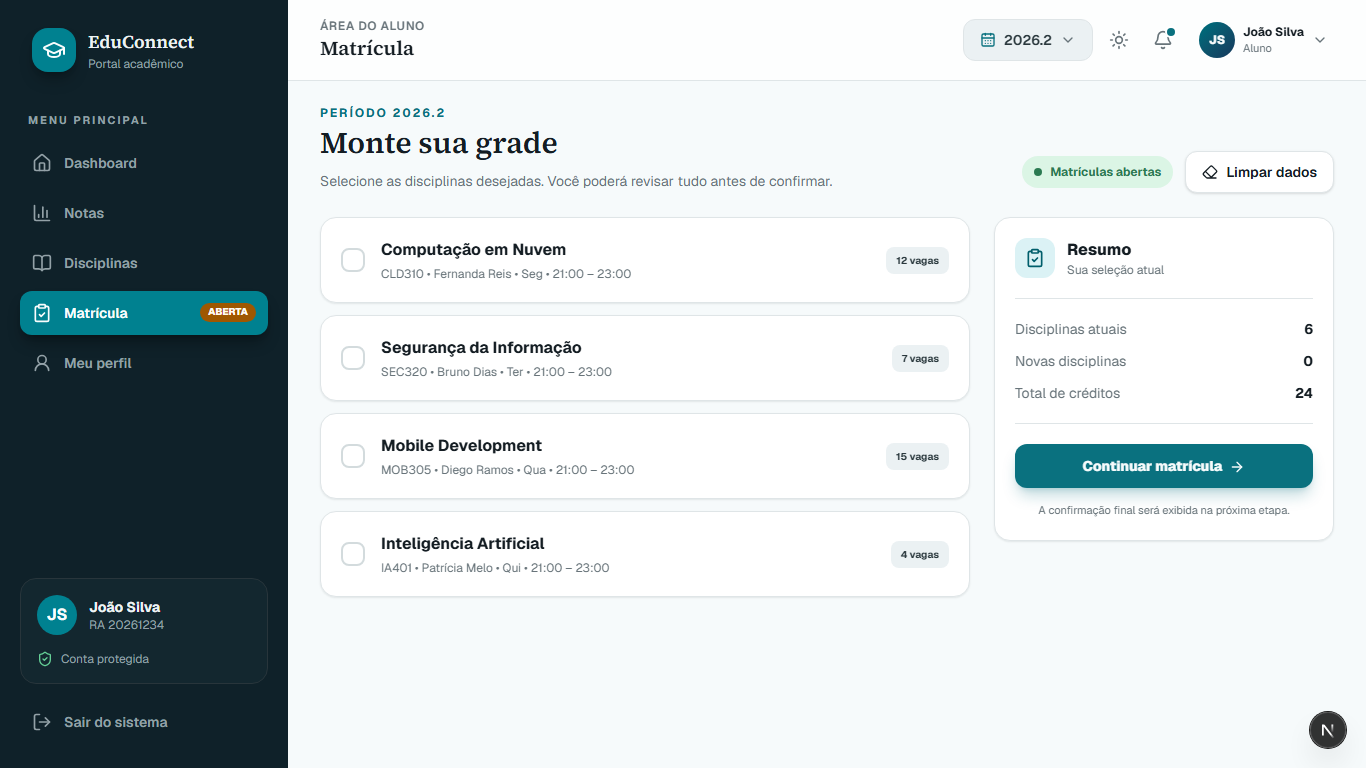 EduConnect
Portal acadêmico
MENU PRINCIPAL
Dashboard
Notas
Disciplinas
Matrícula
ABERTA
Meu perfil
JS
João Silva
RA 20261234
Conta protegida
Sair do sistema
ÁREA DO ALUNO
Matrícula
2026.2
JS
João Silva
Aluno
PERÍODO 2026.2
Monte sua grade
Selecione as disciplinas desejadas. Você poderá revisar tudo antes de confirmar.
Matrículas abertas
Limpar dados
Computação em Nuvem
CLD310 • Fernanda Reis • Seg • 21:00 – 23:00
12 vagas
Segurança da Informação
SEC320 • Bruno Dias • Ter • 21:00 – 23:00
7 vagas
Mobile Development
MOB305 • Diego Ramos • Qua • 21:00 – 23:00
15 vagas
Inteligência Artificial
IA401 • Patrícia Melo • Qui • 21:00 – 23:00
4 vagas
Resumo
Sua seleção atual
Disciplinas atuais 6
Novas disciplinas 0
Total de créditos 24
Continuar matrícula →
A confirmação final será exibida na próxima etapa.
N